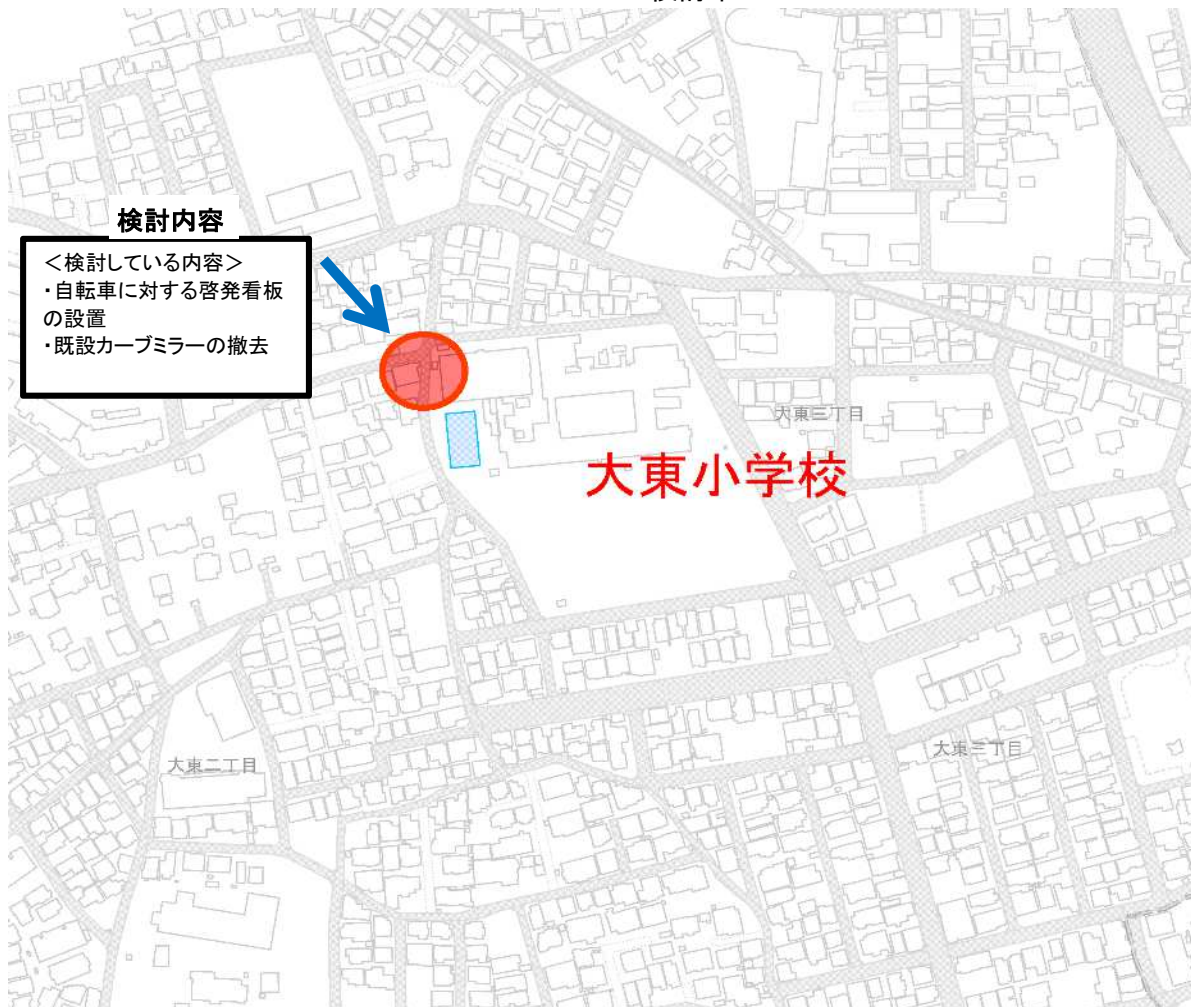 検討内容
＜検討している内容＞
・自転車に対する啓発看板
の設置
・既設カーブミラーの撤去
大東三丁目
大東小学校
大東三丁目
大東二丁目